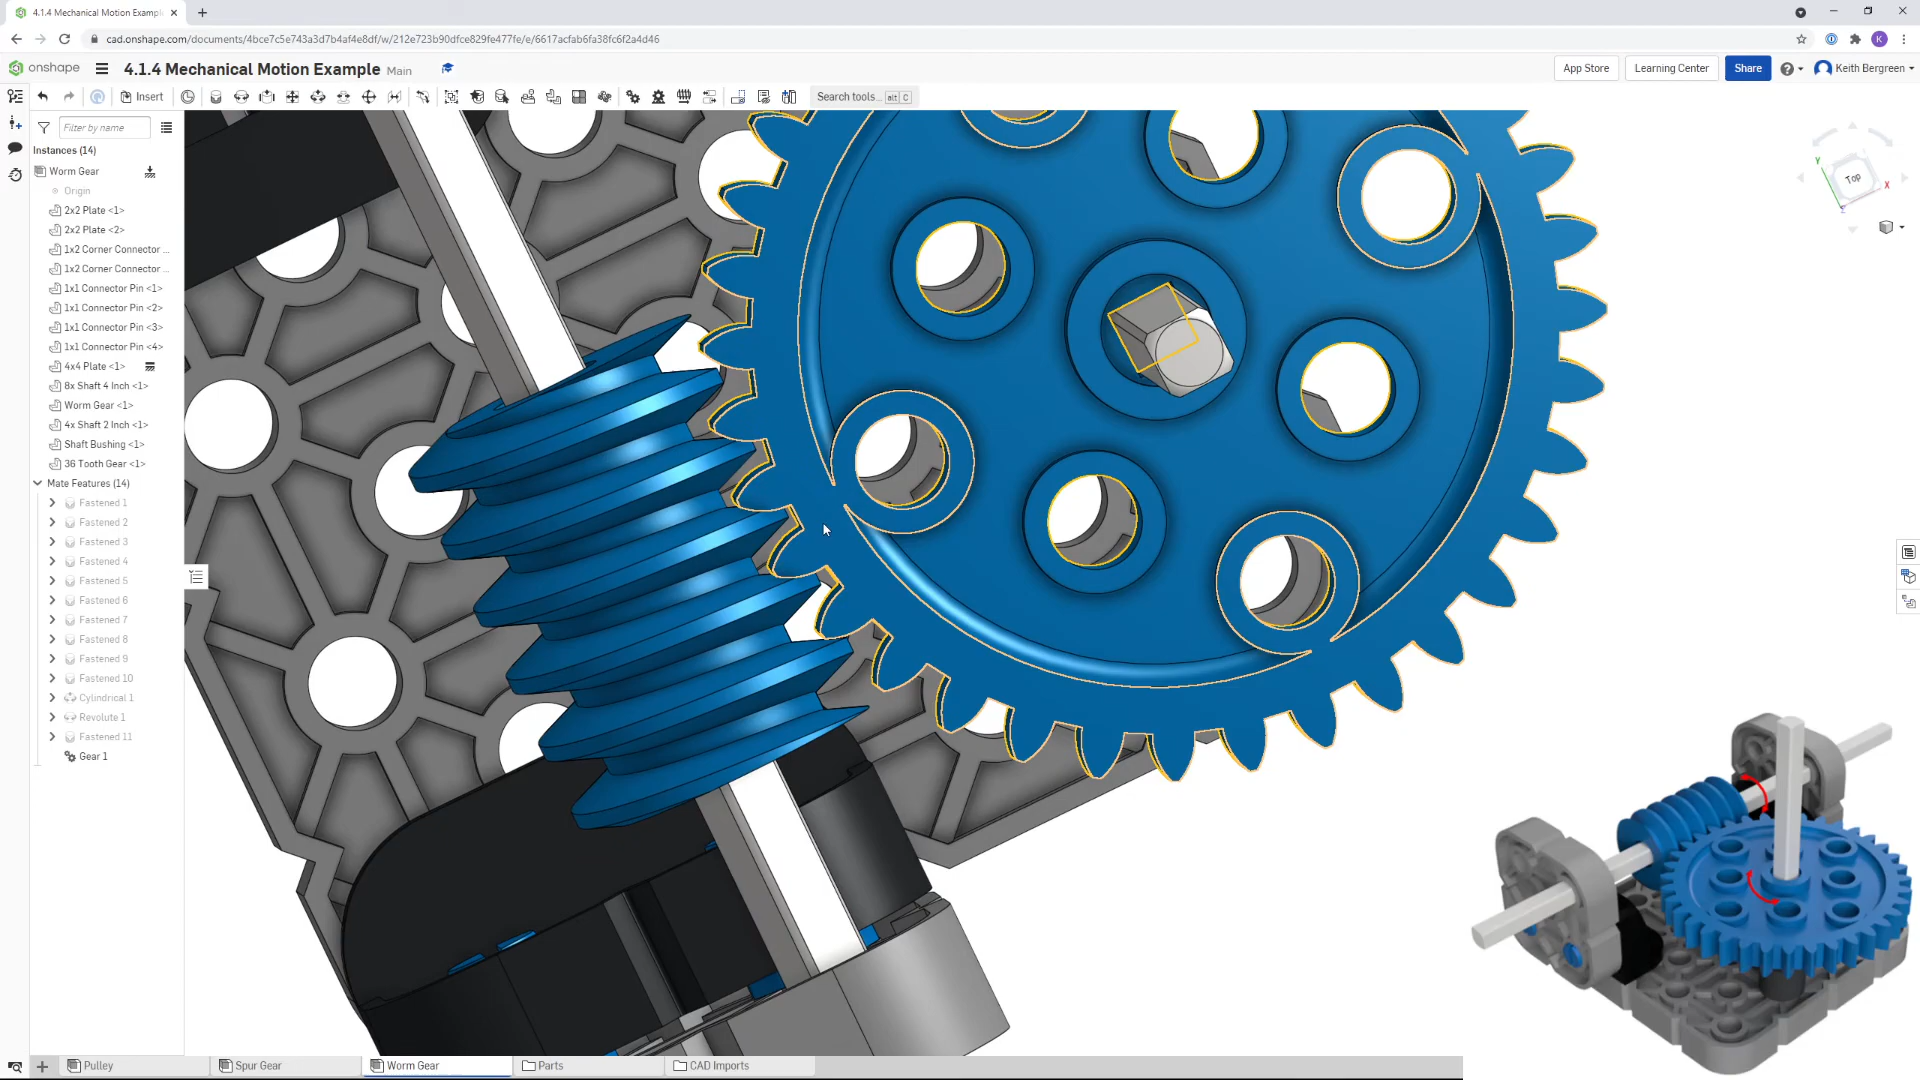 4.1.4 Mechanical Motion Exampl
cad.onshape.com/documents/4bce7c5e743a3d7b4af4e8df/w/212e723b90dfce829fe477fe/e/6617acfab6fa38fc6f2a4d46
K
onshape
4.1.4 Mechanical Motion Example Main
App Store
Learning Center
Share
Keith Bergreen
Insert
Search tools... alt C
Filter by name
Instances (14)
Worm Gear
Origin
2x2 Plate <1>
2x2 Plate <2>
1x2 Corner Connector ...
1x2 Corner Connector ...
1x1 Connector Pin <1>
1x1 Connector Pin <2>
1x1 Connector Pin <3>
1x1 Connector Pin <4>
4x4 Plate <1>
8x Shaft 4 Inch <1>
Worm Gear <1>
4x Shaft 2 Inch <1>
Shaft Bushing <1>
36 Tooth Gear <1>
Mate Features (14)
Fastened 1
Fastened 2
Fastened 3
Fastened 4
Fastened 5
Fastened 6
Fastened 7
Fastened 8
Fastened 9
Fastened 10
Cylindrical 1
Revolute 1
Fastened 11
Gear 1
Y
Top
X
Z
Pulley
Spur Gear
Worm Gear
Parts
CAD Imports